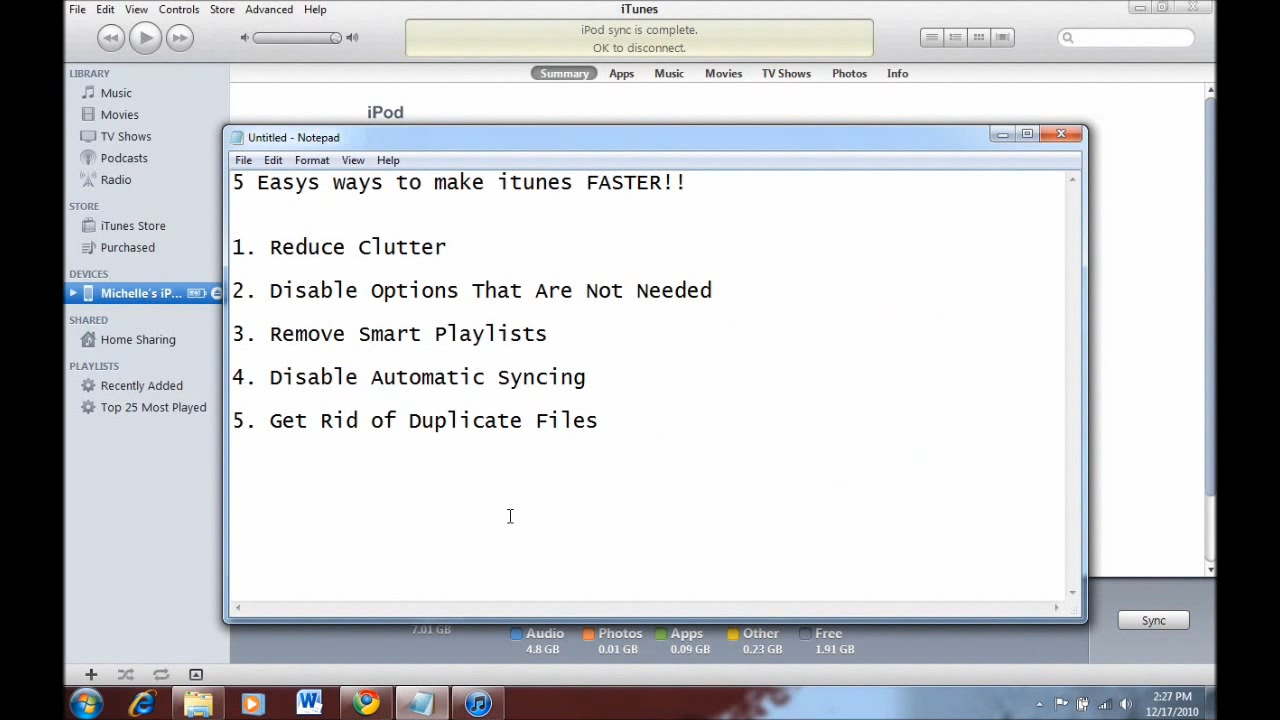 File Edit View Controls Store Advanced Help
iTunes
iPod sync is complete.
OK to disconnect.
LIBRARY
Music
Movies
TV Shows
Podcasts
Radio
STORE
iTunes Store
Purchased
DEVICES
Michelle's iP...
SHARED
Home Sharing
PLAYLISTS
Recently Added
Top 25 Most Played
Summary Apps Music Movies TV Shows Photos Info
iPod
Untitled - Notepad
File Edit Format View Help
5 Easys ways to make itunes FASTER!!
1. Reduce Clutter
2. Disable Options That Are Not Needed
3. Remove Smart Playlists
4. Disable Automatic Syncing
5. Get Rid of Duplicate Files
7.01 GB
Audio Photos Apps Other Free
4.8 GB 0.01 GB 0.09 GB 0.23 GB 1.91 GB
Sync
2:27 PM
12/17/2010